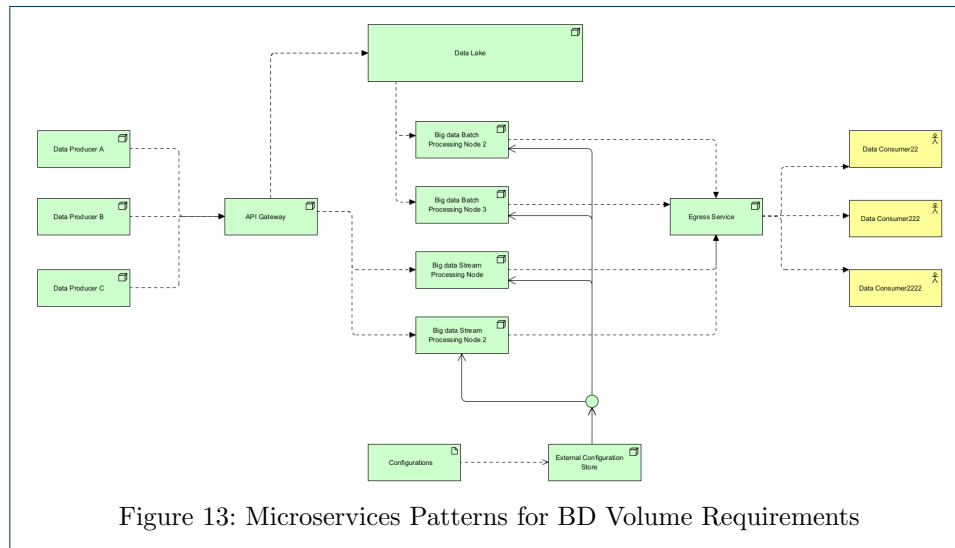 Data Lake
Big data Batch
Processing Node 2
Data Producer A
Data Consumer22
Big data Batch
Processing Node 3
Data Producer B
API Gateway
Egress Service
Data Consumer222
Big data Stream
Processing Node
Data Producer C
Data Consumer2222
Big data Stream
Processing Node 2
Configurations
External Configuration
Store
Figure 13: Microservices Patterns for BD Volume Requirements